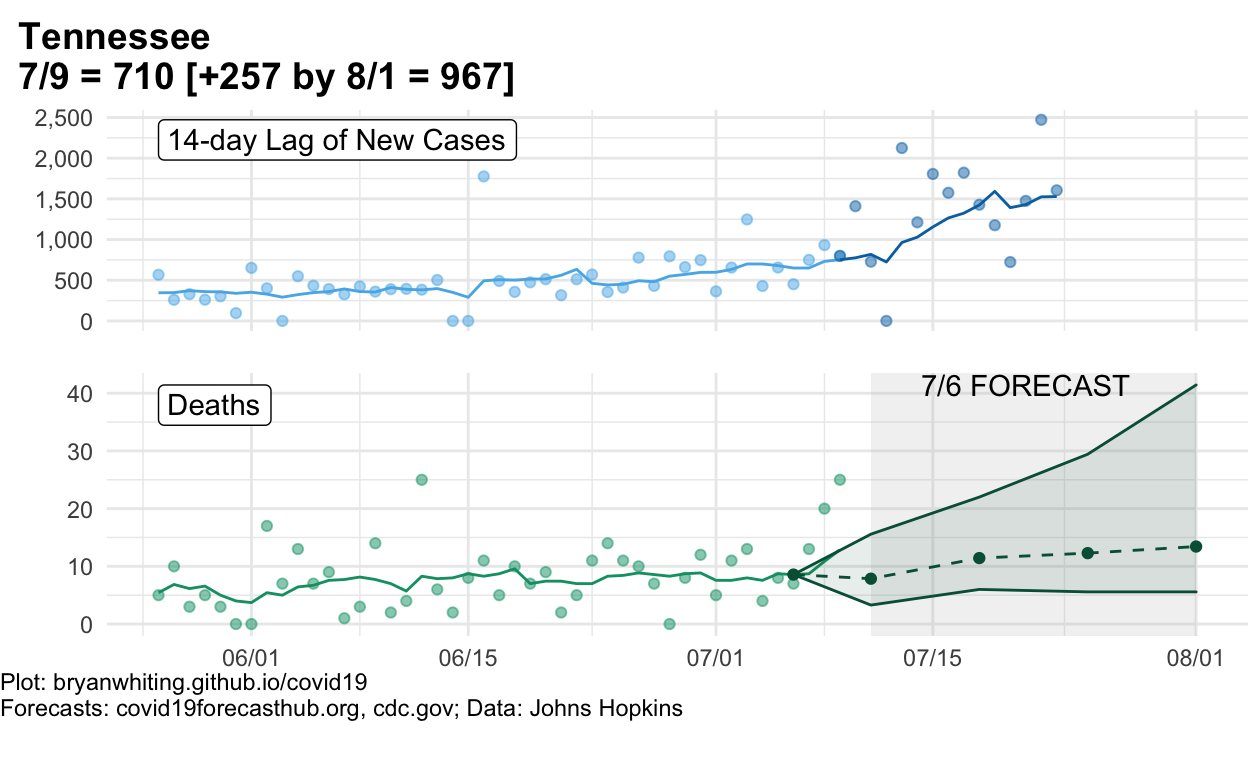 Tennessee
7/9 = 710 [+257 by 8/1 = 967]
2,500
14-day Lag of New Cases
2,000
1,500
1,000
500
0
7/6 FORECAST
40
Deaths
30
20
10
0
06/01 06/15 07/01 07/15 08/01
Plot: bryanwhiting.github.io/covid19
Forecasts: covid19forecasthub.org, cdc.gov; Data: Johns Hopkins